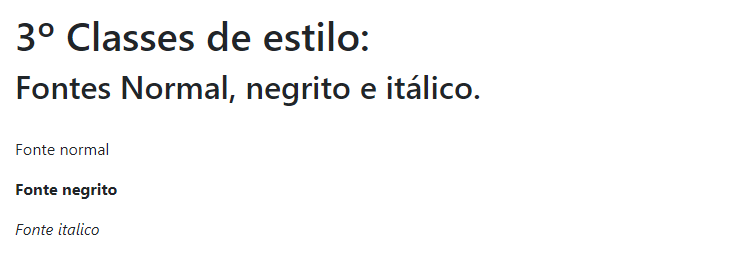 3º Classes de estilo:
Fontes Normal, negrito e itálico.
Fonte normal
Fonte negrito
Fonte italico